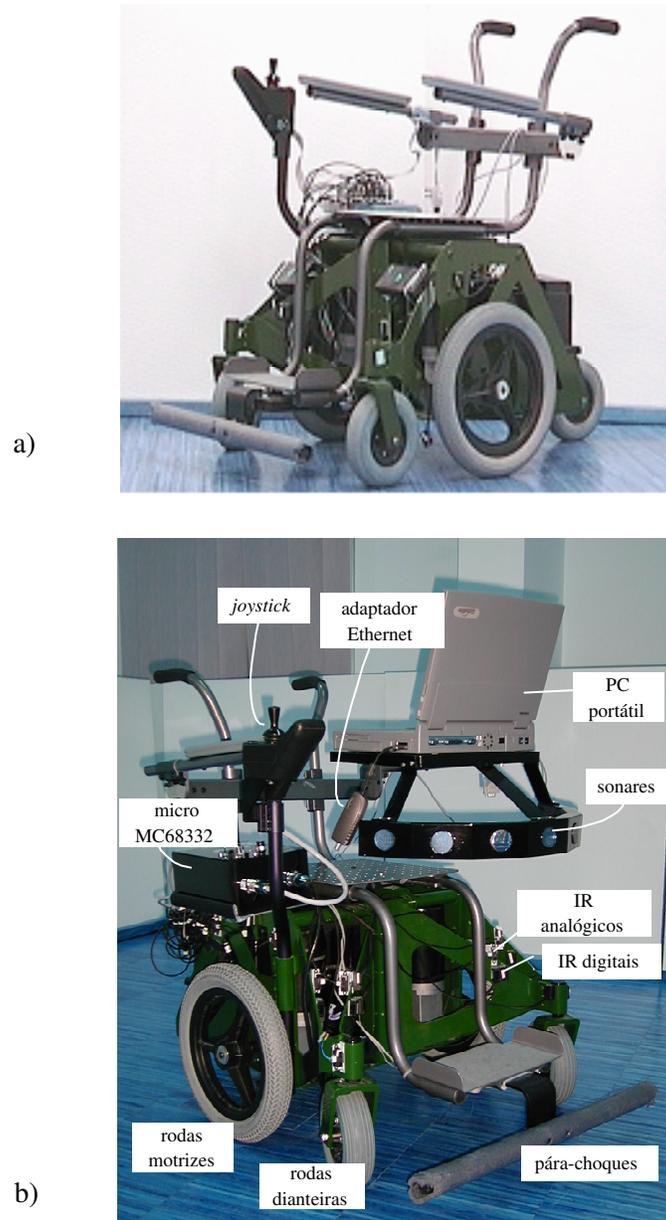 a)
joystick
adaptador
Ethernet
PC
portátil
sonares
micro
MC68332
IR
analógicos
IR digitais
rodas
motrizes
rodas
dianteiras
pára-choques
b)